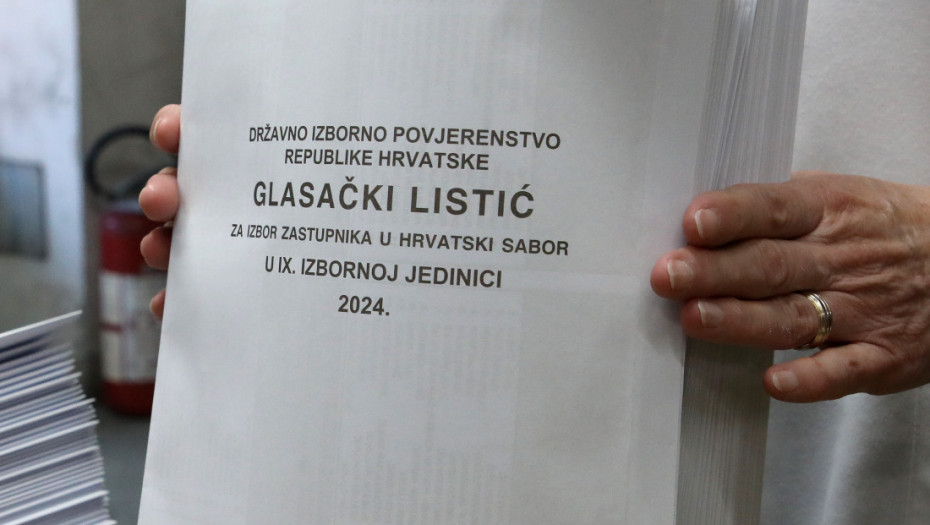 DRŽAVNO IZBORNO POVJERENSTVO
REPUBLIKE HRVATSKE
GLASAČKI LISTIĆ
ZA IZBOR ZASTUPNIKA U HRVATSKI SABOR
U IX. IZBORNOJ JEDINICI
2024.